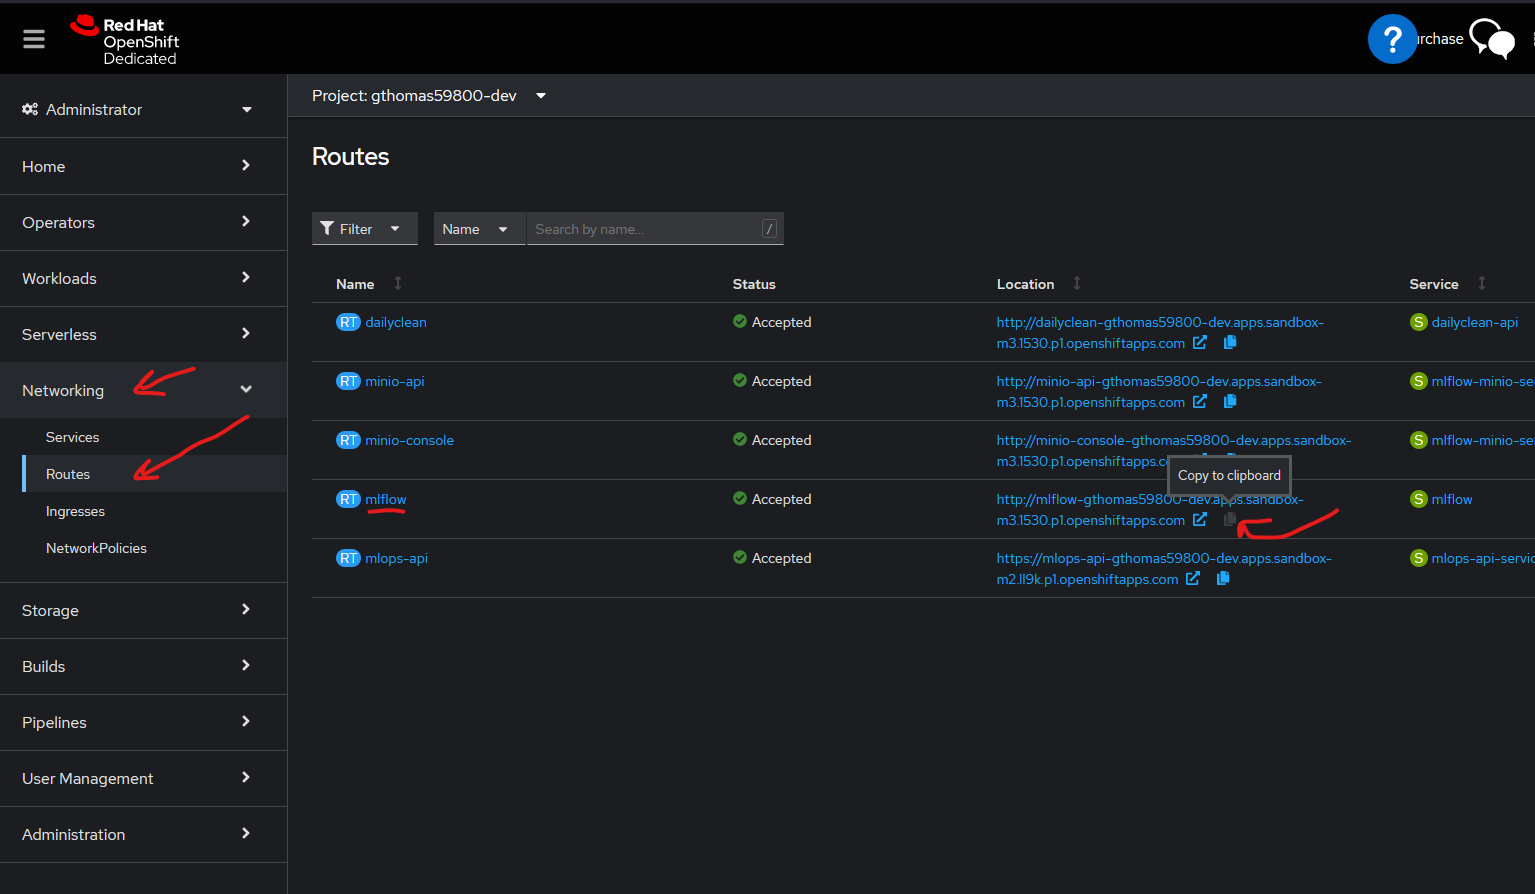 Red Hat
OpenShift
Dedicated
?
rchase
Administrator
Home
Operators
Workloads
Serverless
Networking
Services
Routes
Ingresses
NetworkPolicies
Storage
Builds
Pipelines
User Management
Administration
Project: gthomas59800-dev
Routes
Filter
Name
Search by name...
/
Name
Status
Location
Service
RT dailyclean
Accepted
http://dailyclean-gthomas59800-dev.apps.sandbox-
m3.1530.p1.openshiftapps.com
S dailyclean-api
RT minio-api
Accepted
http://minio-api-gthomas59800-dev.apps.sandbox-
m3.1530.p1.openshiftapps.com
S mlflow-minio-se
RT minio-console
Accepted
http://minio-console-gthomas59800-dev.apps.sandbox-
m3.1530.p1.openshiftapps.co
S mlflow-minio-se
Copy to clipboard
RT mlflow
Accepted
http://mlflow-gthomas59800-dev.apps.sandbox-
m3.1530.p1.openshiftapps.com
S mlflow
RT mlops-api
Accepted
https://mlops-api-gthomas59800-dev.apps.sandbox-
m2.ll9k.p1.openshiftapps.com
S mlops-api-servic